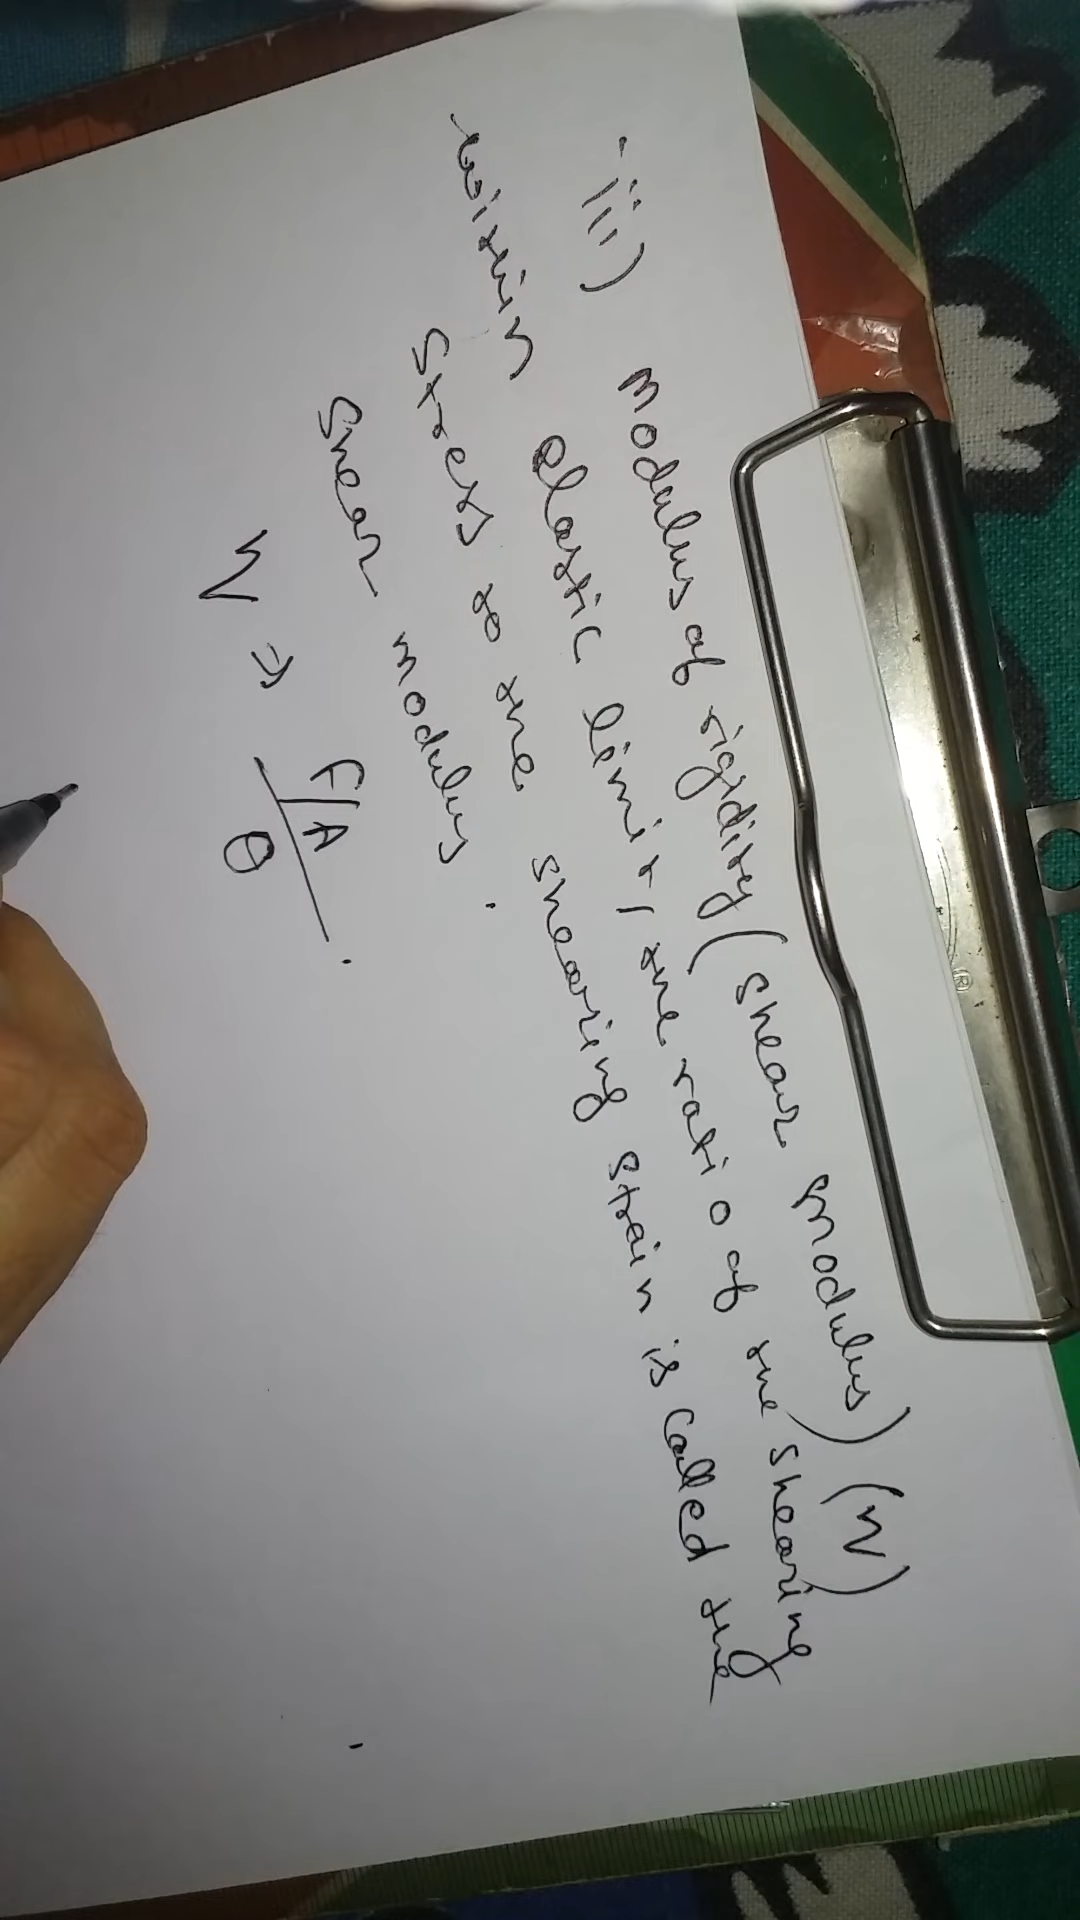 iii) modulus of rigidity (shear modulus) (η)
within elastic limit, the ratio of the shearing
stress to the shearing strain is called the
shear modulus.
η ⇒ F/A
θ
®